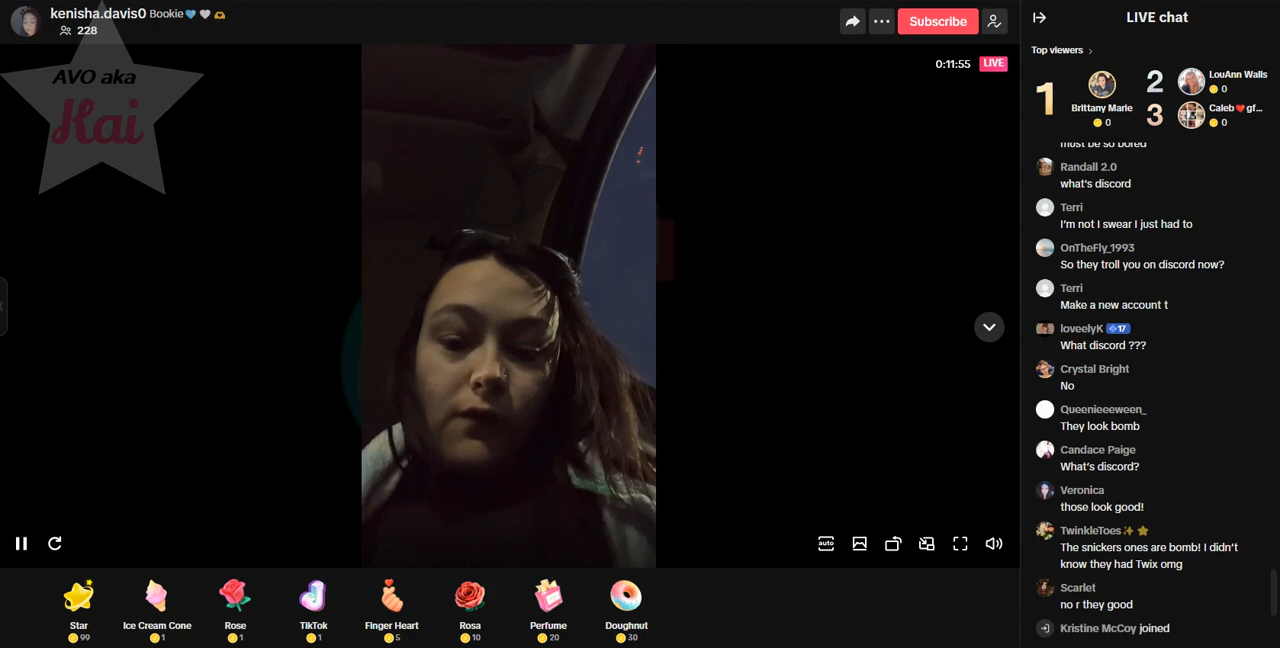 kenisha.davis0 Bookie💙🤍🫶
228
Subscribe
AVO aka
Kai
0:11:55 LIVE
auto
Star
99
Ice Cream Cone
1
Rose
1
TikTok
1
Finger Heart
5
Rosa
10
Perfume
20
Doughnut
30
LIVE chat
Top viewers
1
Brittany Marie
0
2
LouAnn Walls
0
3
Caleb❤️gf...
0
must be so bored
Randall 2.0
what's discord
Terri
I'm not I swear I just had to
OnTheFly_1993
So they troll you on discord now?
Terri
Make a new account t
loveelyK 17
What discord ???
Crystal Bright
No
Queenieeeween_
They look bomb
Candace Paige
What's discord?
Veronica
those look good!
TwinkleToes✨⭐
The snickers ones are bomb! I didn't
know they had Twix omg
Scarlet
no r they good
Kristine McCoy joined